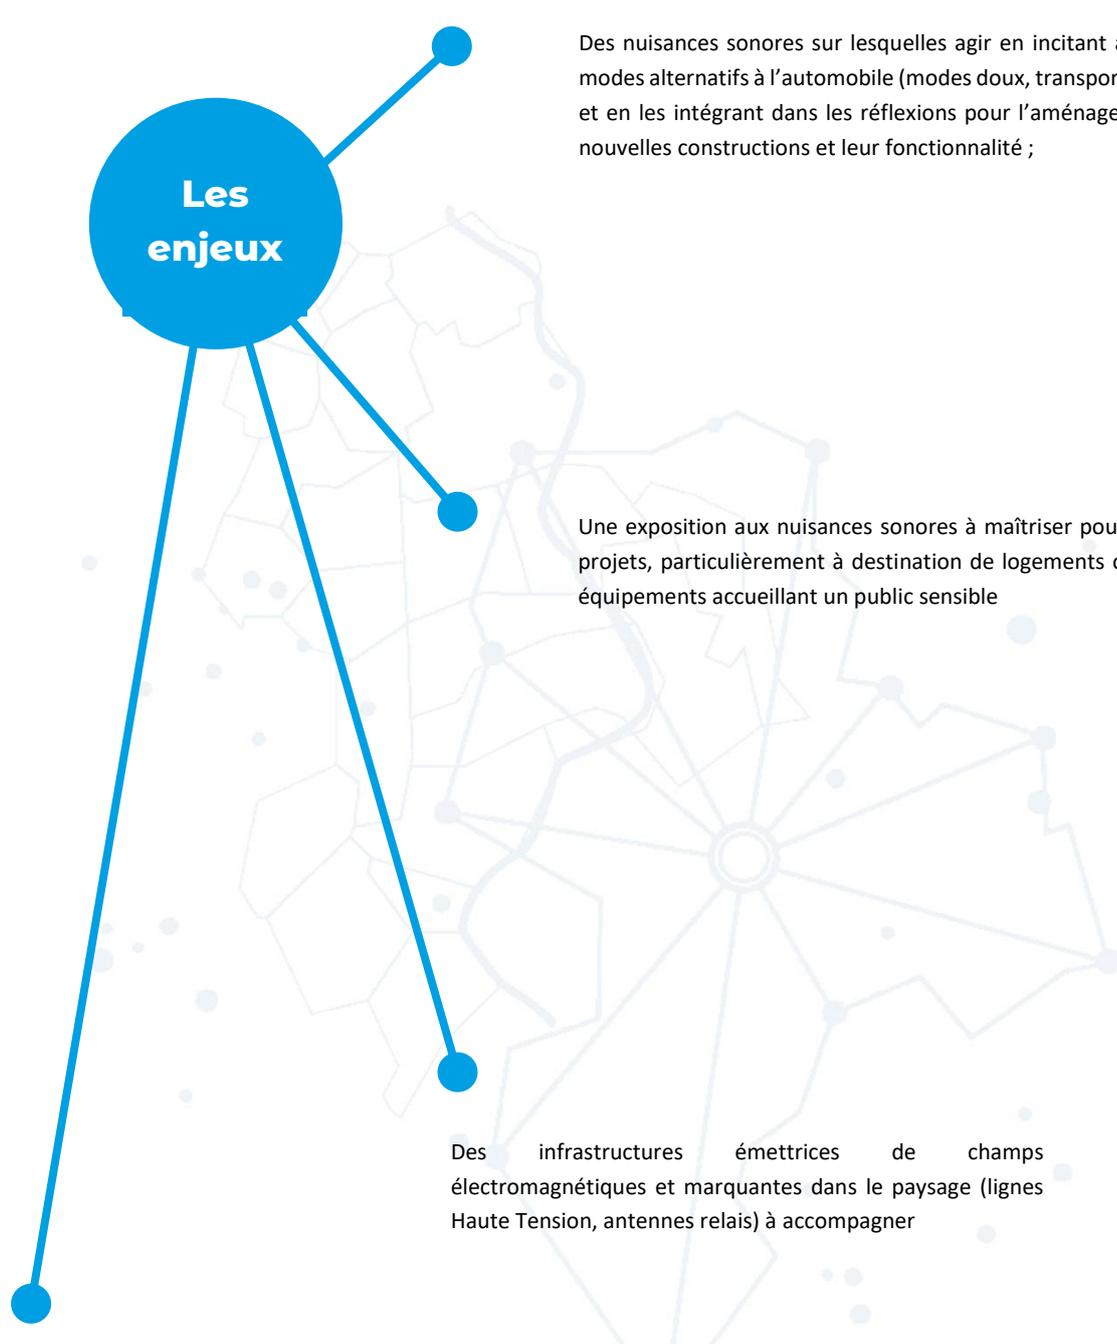 Des nuisances sonores sur lesquelles agir en incitant
modes alternatifs à l’automobile (modes doux,
et en les intégrant dans les réflexions pour
nouvelles constructions et leur fonctionnalité ;
Les
enjeux
Une exposition aux nuisances sonores à maîtriser
projets, particulièrement à destination de logements
équipements accueillant un public sensible
Des infrastructures émettrices de champs
électromagnétiques et marquantes dans le paysage (lignes
Haute Tension, antennes relais) à accompagner